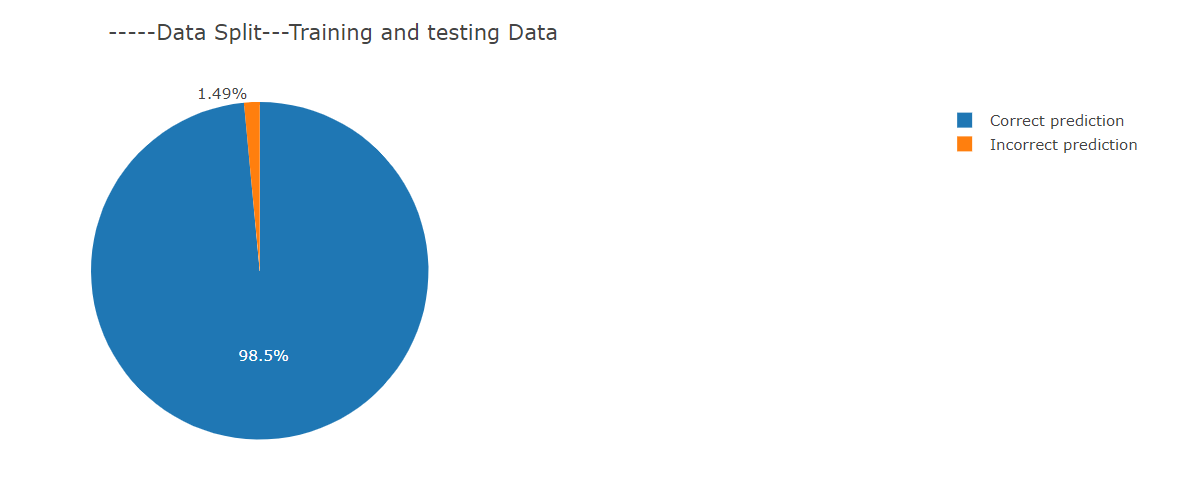 -----Data Split---Training and testing Data
1.49%
98.5%
Correct prediction
Incorrect prediction